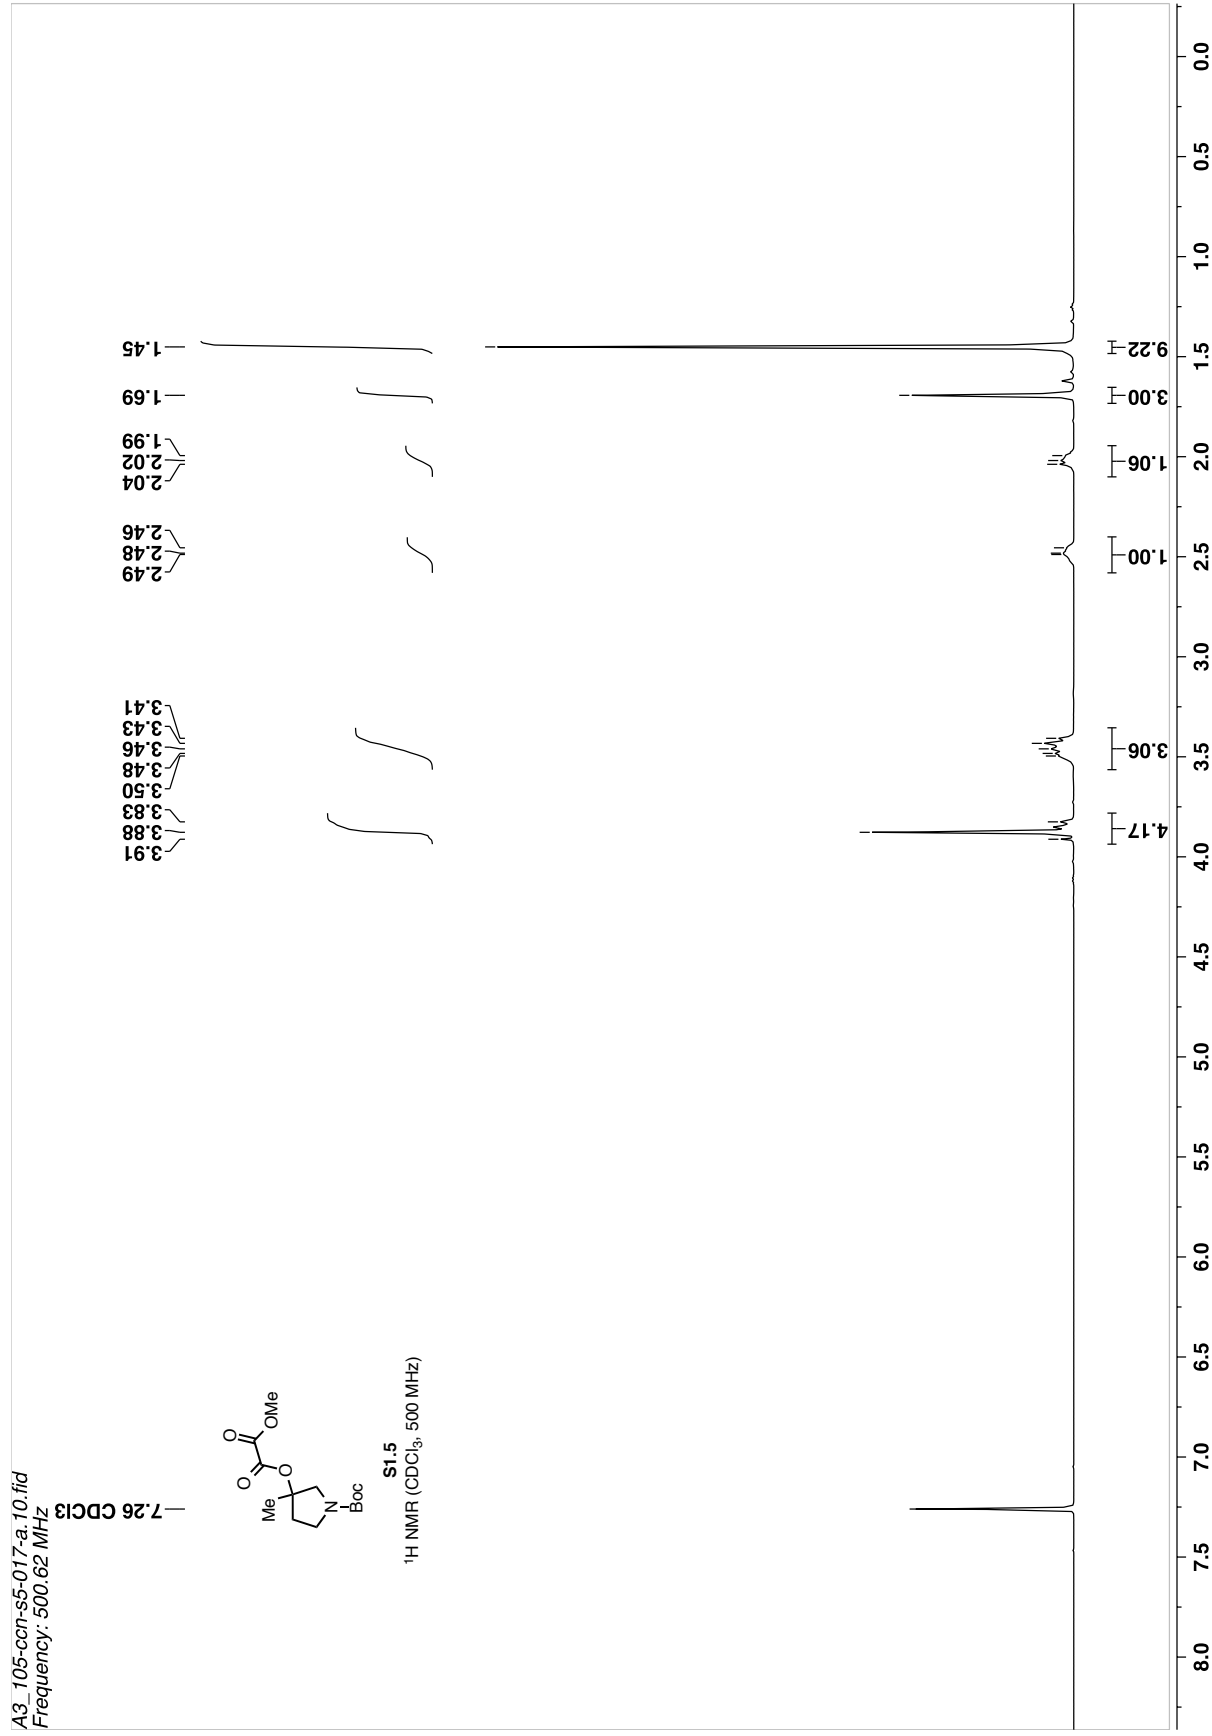 A3_105-ccn-s5-017-a.10.fid
Frequency: 500.62 MHz
7.26 CDCl3
3.91
3.88
3.83
3.50
3.48
3.46
3.43
3.41
2.49
2.48
2.46
2.04
2.02
1.99
1.69
1.45
O
O
OMe
O
Me
N
Boc
S1.5
¹H NMR (CDCl₃, 500 MHz)
4.17
3.06
1.00
1.06
3.00
9.22
8.0 7.5 7.0 6.5 6.0 5.5 5.0 4.5 4.0 3.5 3.0 2.5 2.0 1.5 1.0 0.5 0.0